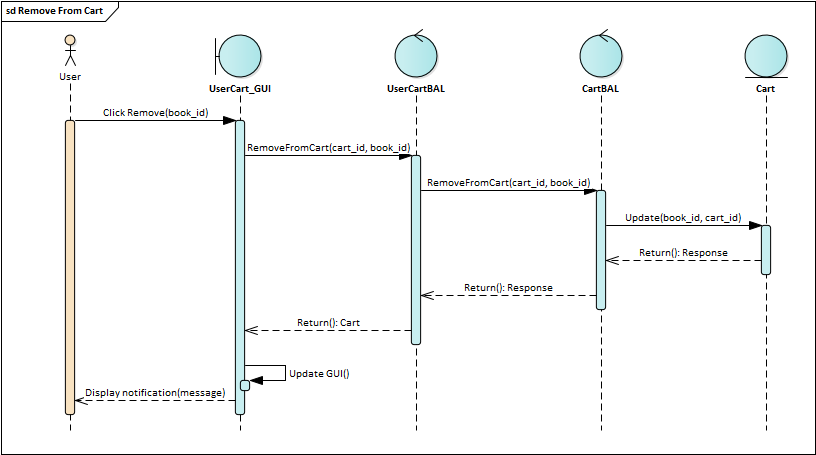 sd Remove From Cart
User
UserCart_GUI
UserCartBAL
CartBAL
Cart
Click Remove(book_id)
RemoveFromCart(cart_id, book_id)
RemoveFromCart(cart_id, book_id)
Update(book_id, cart_id)
Return(): Response
Return(): Response
Return(): Cart
Update GUI()
Display notification(message)